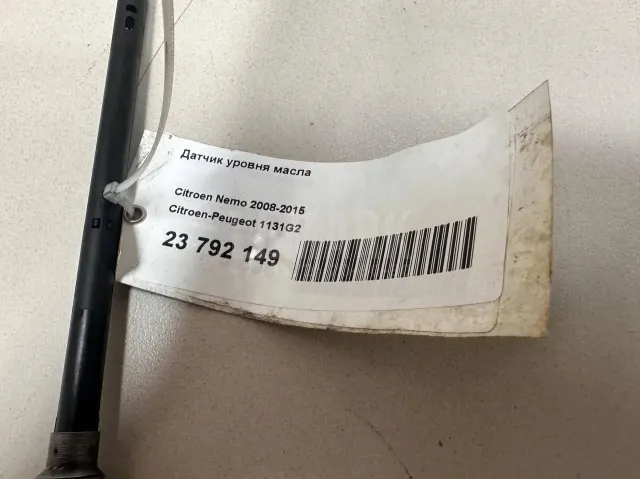 Датчик уровня масла
Citroen Nemo 2008-2015
Citroen-Peugeot 1131G2
23 792 149